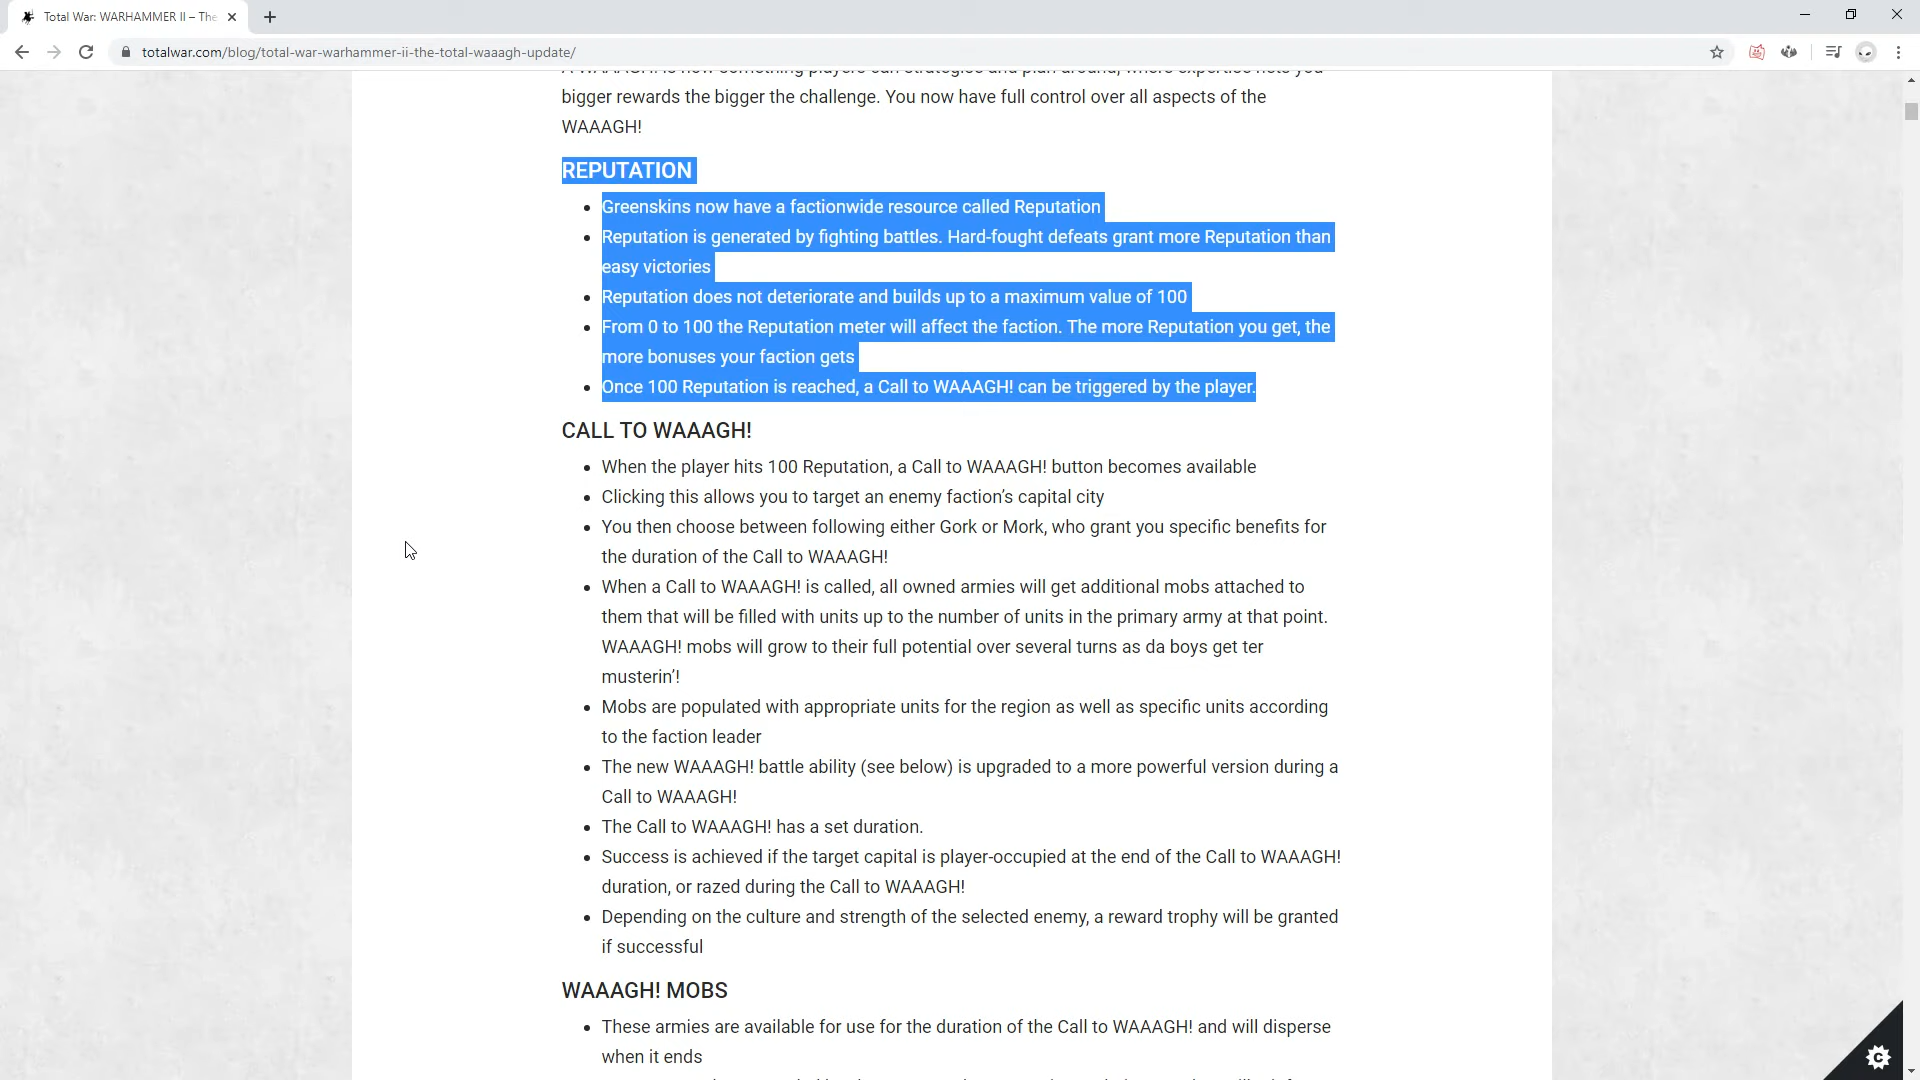 Total War: WARHAMMER II – The
totalwar.com/blog/total-war-warhammer-ii-the-total-waaagh-update/
A WAAAGH! is now something players can strategies and plan around, where expertise nets you
bigger rewards the bigger the challenge. You now have full control over all aspects of the
WAAAGH!
REPUTATION
Greenskins now have a factionwide resource called Reputation
Reputation is generated by fighting battles. Hard-fought defeats grant more Reputation than
easy victories
Reputation does not deteriorate and builds up to a maximum value of 100
From 0 to 100 the Reputation meter will affect the faction. The more Reputation you get, the
more bonuses your faction gets
Once 100 Reputation is reached, a Call to WAAAGH! can be triggered by the player.
CALL TO WAAAGH!
When the player hits 100 Reputation, a Call to WAAAGH! button becomes available
Clicking this allows you to target an enemy faction’s capital city
You then choose between following either Gork or Mork, who grant you specific benefits for
the duration of the Call to WAAAGH!
When a Call to WAAAGH! is called, all owned armies will get additional mobs attached to
them that will be filled with units up to the number of units in the primary army at that point.
WAAAGH! mobs will grow to their full potential over several turns as da boys get ter
musterin’!
Mobs are populated with appropriate units for the region as well as specific units according
to the faction leader
The new WAAAGH! battle ability (see below) is upgraded to a more powerful version during a
Call to WAAAGH!
The Call to WAAAGH! has a set duration.
Success is achieved if the target capital is player-occupied at the end of the Call to WAAAGH!
duration, or razed during the Call to WAAAGH!
Depending on the culture and strength of the selected enemy, a reward trophy will be granted
if successful
WAAAGH! MOBS
These armies are available for use for the duration of the Call to WAAAGH! and will disperse
when it ends